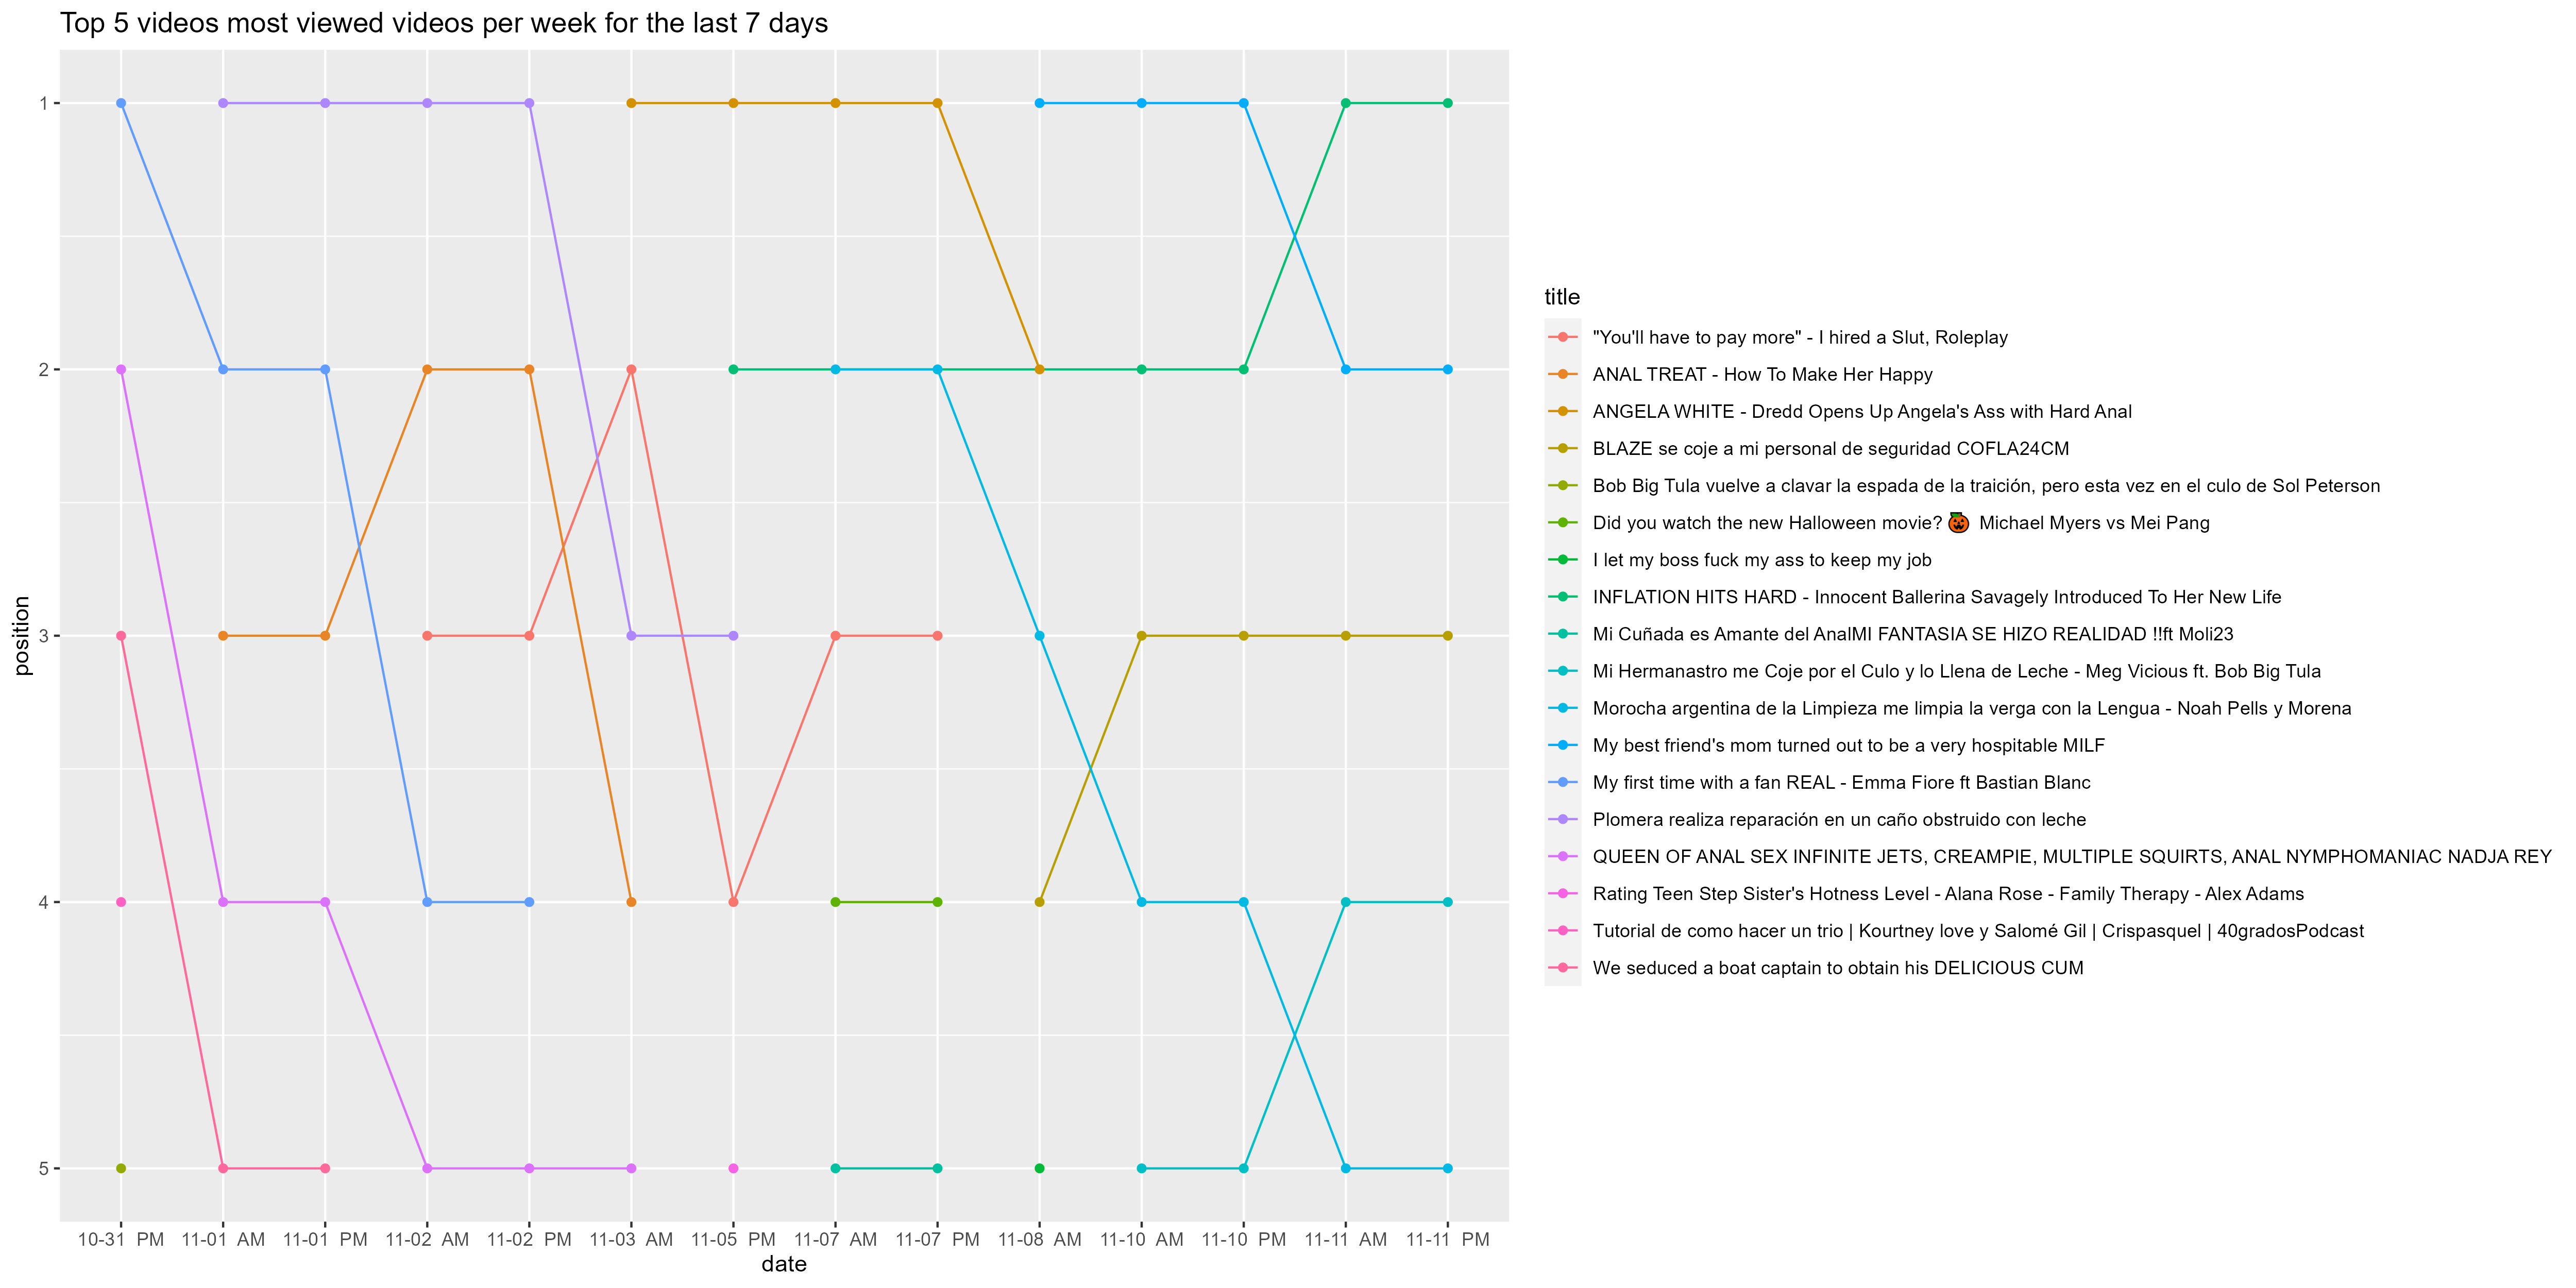 Top 5 videos most viewed videos per week for the last 7 days
1
2
3
4
5
position
10-31 PM 11-01 AM 11-01 PM 11-02 AM 11-02 PM 11-03 AM 11-05 PM 11-07 AM 11-07 PM 11-08 AM 11-10 AM 11-10 PM 11-11 AM 11-11 PM
date
title
"You'll have to pay more" - I hired a Slut, Roleplay
ANAL TREAT - How To Make Her Happy
ANGELA WHITE - Dredd Opens Up Angela's Ass with Hard Anal
BLAZE se coje a mi personal de seguridad COFLA24CM
Bob Big Tula vuelve a clavar la espada de la traición, pero esta vez en el culo de Sol Peterson
Did you watch the new Halloween movie? 🎃 Michael Myers vs Mei Pang
I let my boss fuck my ass to keep my job
INFLATION HITS HARD - Innocent Ballerina Savagely Introduced To Her New Life
Mi Cuñada es Amante del AnalMI FANTASIA SE HIZO REALIDAD !!ft Moli23
Mi Hermanastro me Coje por el Culo y lo Llena de Leche - Meg Vicious ft. Bob Big Tula
Morocha argentina de la Limpieza me limpia la verga con la Lengua - Noah Pells y Morena
My best friend's mom turned out to be a very hospitable MILF
My first time with a fan REAL - Emma Fiore ft Bastian Blanc
Plomera realiza reparación en un caño obstruido con leche
QUEEN OF ANAL SEX INFINITE JETS, CREAMPIE, MULTIPLE SQUIRTS, ANAL NYMPHOMANIAC NADJA REY
Rating Teen Step Sister's Hotness Level - Alana Rose - Family Therapy - Alex Adams
Tutorial de como hacer un trio | Kourtney love y Salomé Gil | Crispasquel | 40gradosPodcast
We seduced a boat captain to obtain his DELICIOUS CUM